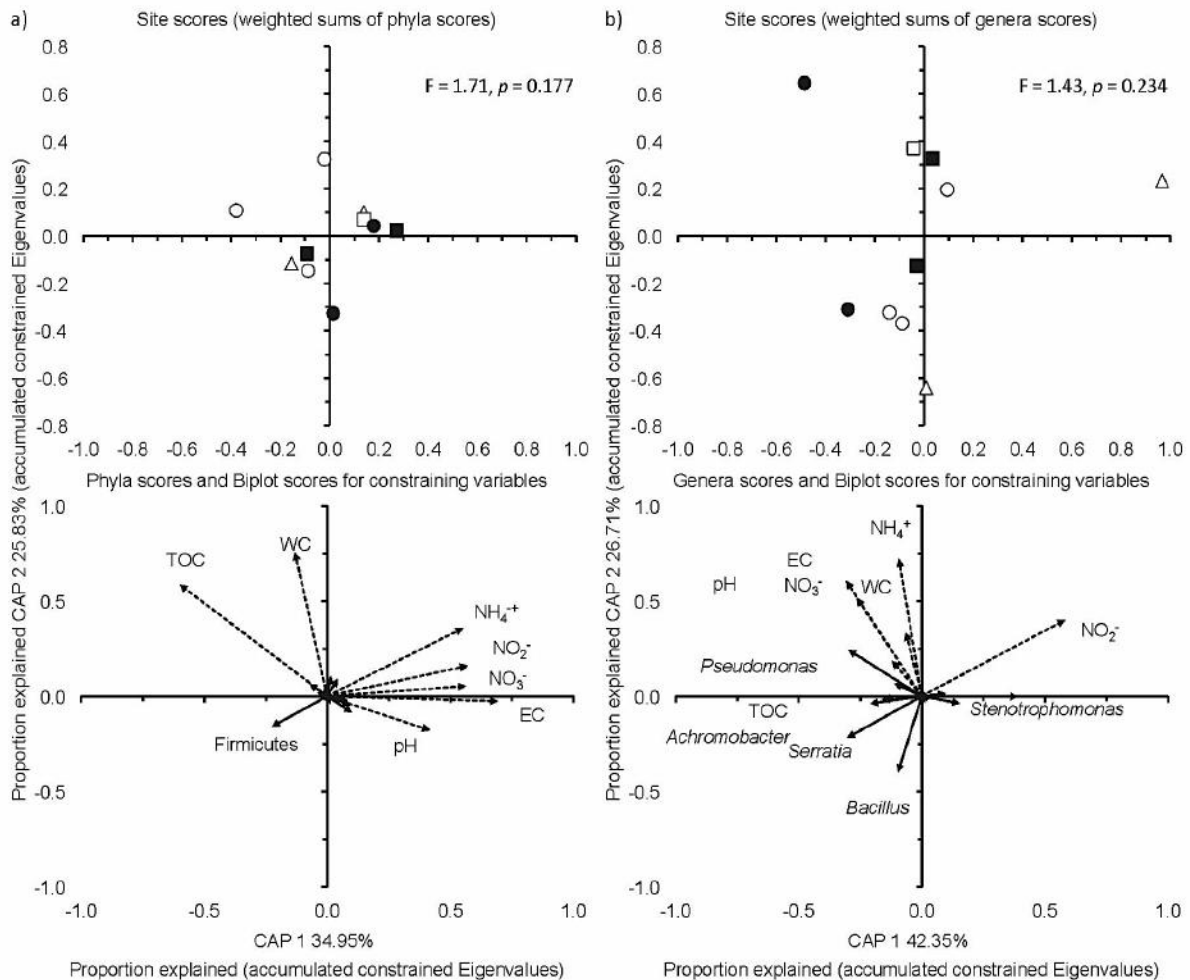 a)
Site scores (weighted sums of phyla scores)
F = 1.71, p = 0.177
0.8
0.6
0.4
0.2
0.0
-0.2
-0.4
-0.6
-0.8
-1.0 -0.8 -0.6 -0.4 -0.2 0.0 0.2 0.4 0.6 0.8 1.0
Phyla scores and Biplot scores for constraining variables
Proportion explained CAP 2 25.83% (accumulated constrained Eigenvalues)
1.0
0.5
0.0
-0.5
-1.0
TOC
WC
NH₄⁻⁺
NO₂⁻
NO₃⁻
EC
pH
Firmicutes
-1.0 -0.5 0.0 0.5 1.0
CAP 1 34.95%
Proportion explained (accumulated constrained Eigenvalues)
b)
Site scores (weighted sums of genera scores)
F = 1.43, p = 0.234
0.8
0.6
0.4
0.2
0.0
-0.2
-0.4
-0.6
-0.8
-1.0 -0.8 -0.6 -0.4 -0.2 0.0 0.2 0.4 0.6 0.8 1.0
Genera scores and Biplot scores for constraining variables
Proportion explained CAP 2 26.71% (accumulated constrained Eigenvalues)
1.0
0.5
0.0
-0.5
-1.0
NH₄⁺
EC
pH
NO₃⁻
WC
NO₂⁻
Pseudomonas
TOC
Stenotrophomonas
Achromobacter
Serratia
Bacillus
-1.0 -0.5 0.0 0.5 1.0
CAP 1 42.35%
Proportion explained (accumulated constrained Eigenvalues)